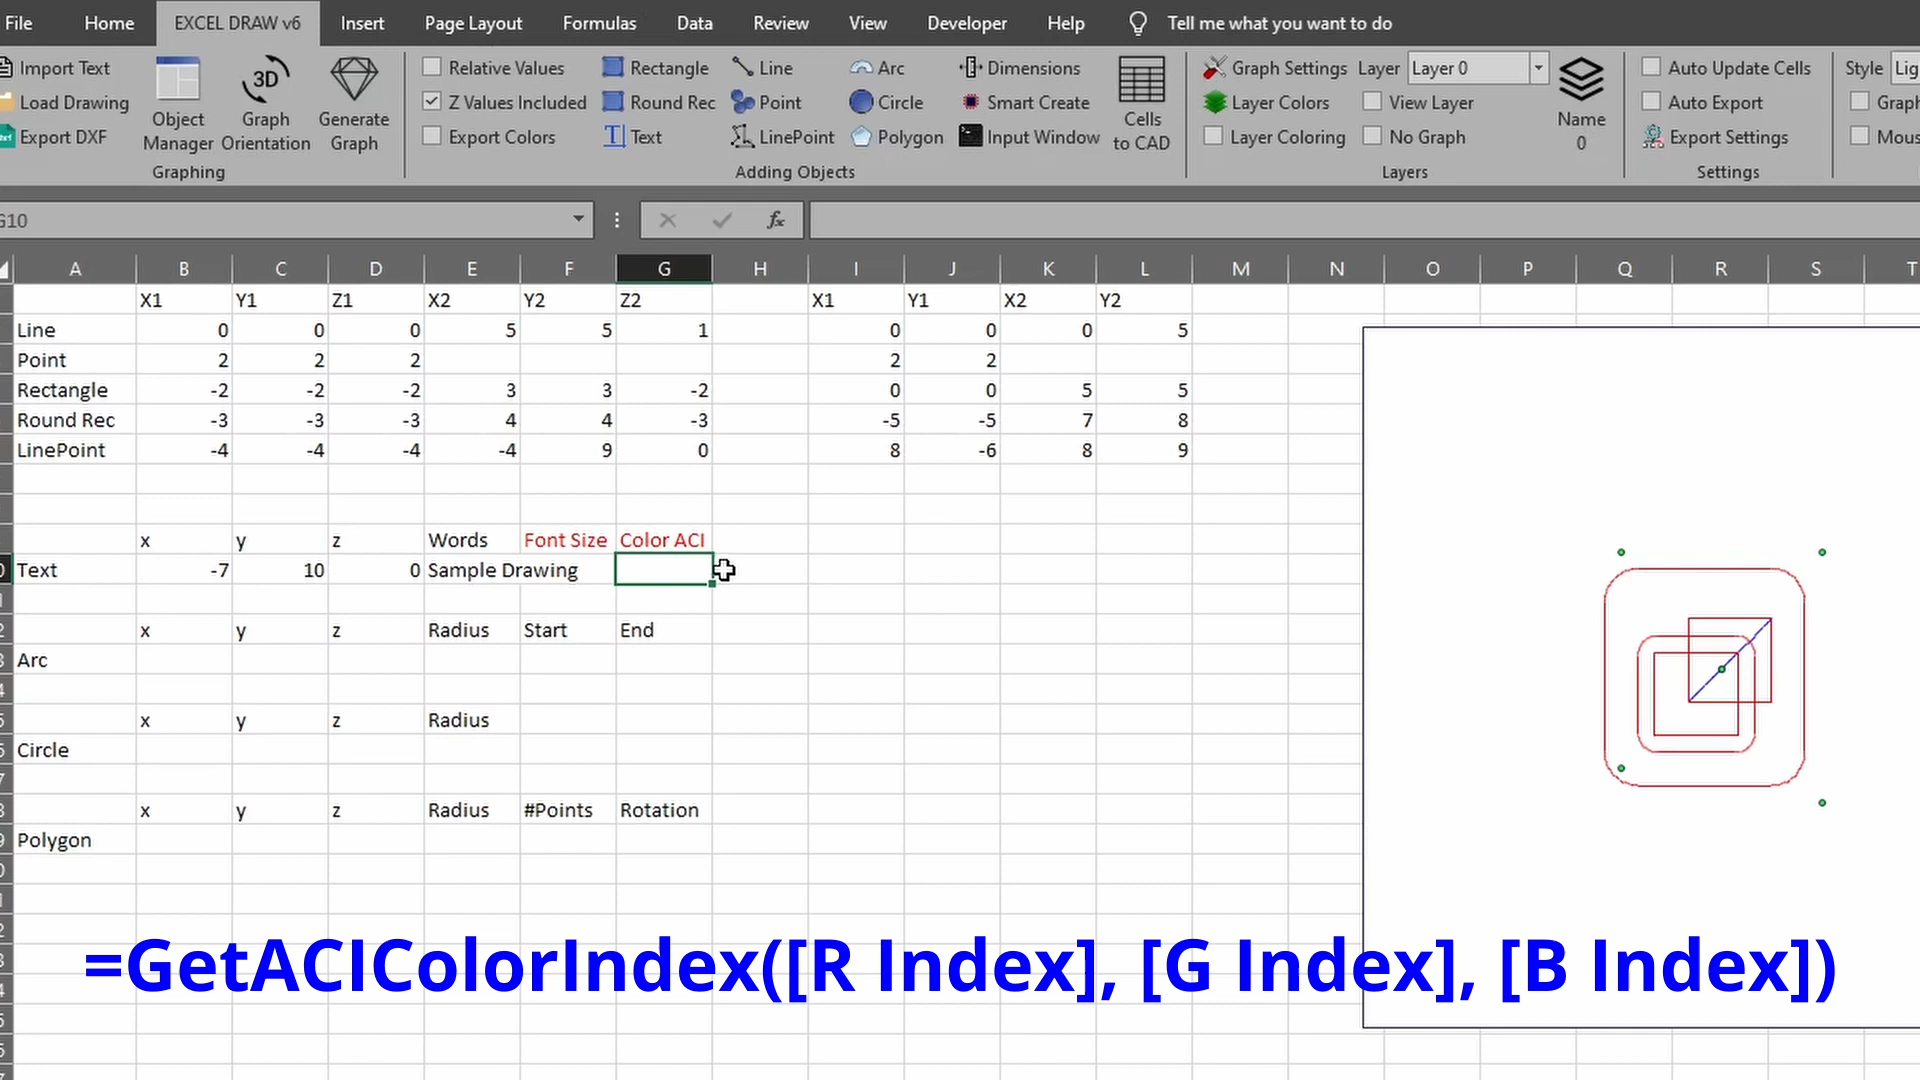 File Home EXCEL DRAW v6 Insert Page Layout Formulas Data Review View Developer Help Tell me what you want to do
Import Text
Load Drawing
Export DXF
Object Manager
Graph Orientation
Generate Graph
Graphing
Relative Values
Z Values Included
Export Colors
Rectangle
Round Rec
Text
Line
Point
LinePoint
Arc
Circle
Polygon
Dimensions
Smart Create
Input Window
Cells to CAD
Adding Objects
Graph Settings
Layer Colors
Layer Coloring
Layer Layer 0
View Layer
No Graph
Name 0
Layers
Auto Update Cells
Auto Export
Export Settings
Settings
Style Lig
Graph
Mous
G10 fx
A B C D E F G H I J K L M N O P Q R S T
X1 Y1 Z1 X2 Y2 Z2 X1 Y1 X2 Y2
Line 0 0 0 5 5 1 0 0 0 5
Point 2 2 2 2 2
Rectangle -2 -2 -2 3 3 -2 0 0 5 5
Round Rec -3 -3 -3 4 4 -3 -5 -5 7 8
LinePoint -4 -4 -4 -4 9 0 8 -6 8 9
x y z Words Font Size Color ACI
Text -7 10 0 Sample Drawing
x y z Radius Start End
Arc
x y z Radius
Circle
x y z Radius #Points Rotation
Polygon
=GetACIColorIndex([R Index], [G Index], [B Index])